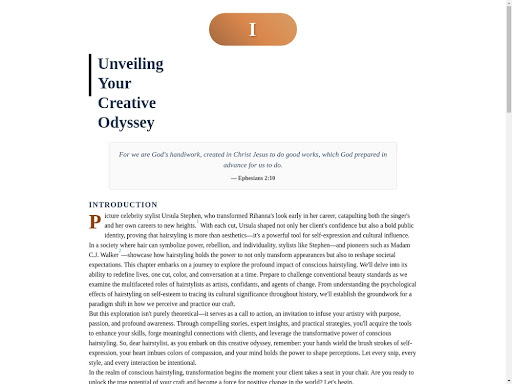 I
Unveiling
Your
Creative
Odyssey
For we are God's handiwork, created in Christ Jesus to do good works, which God prepared in
advance for us to do.
— Ephesians 2:10
INTRODUCTION
Picture celebrity stylist Ursula Stephen, who transformed Rihanna's look early in her career, catapulting both the singer's
and her own careers to new heights. With each cut, Ursula shaped not only her client's confidence but also a bold public
identity, proving that hairstyling is more than aesthetics—it's a powerful tool for self-expression and cultural influence.
In a society where hair can symbolize power, rebellion, and individuality, stylists like Stephen—and pioneers such as Madam
C.J. Walker —showcase how hairstyling holds the power to not only transform appearances but also to reshape societal
expectations. This chapter embarks on a journey to explore the profound impact of conscious hairstyling. We'll delve into its
ability to redefine lives, one cut, color, and conversation at a time. Prepare to challenge conventional beauty standards as we
examine the multifaceted roles of hairstylists as artists, confidants, and agents of change. From understanding the psychological
effects of hairstyling on self-esteem to tracing its cultural significance throughout history, we'll establish the groundwork for a
paradigm shift in how we perceive and practice our craft.
But this exploration isn't purely theoretical—it serves as a call to action, an invitation to infuse your artistry with purpose,
passion, and profound awareness. Through compelling stories, expert insights, and practical strategies, you'll acquire the tools
to enhance your skills, forge meaningful connections with clients, and leverage the transformative power of conscious
hairstyling. So, dear hairstylist, as you embark on this creative odyssey, remember: your hands wield the brush strokes of self-
expression, your heart imbues colors of compassion, and your mind holds the power to shape perceptions. Let every snip, every
style, and every interaction be intentional.
In the realm of conscious hairstyling, transformation begins the moment your client takes a seat in your chair. Are you ready to
unlock the true potential of your craft and become a force for positive change in the world? Let's begin.